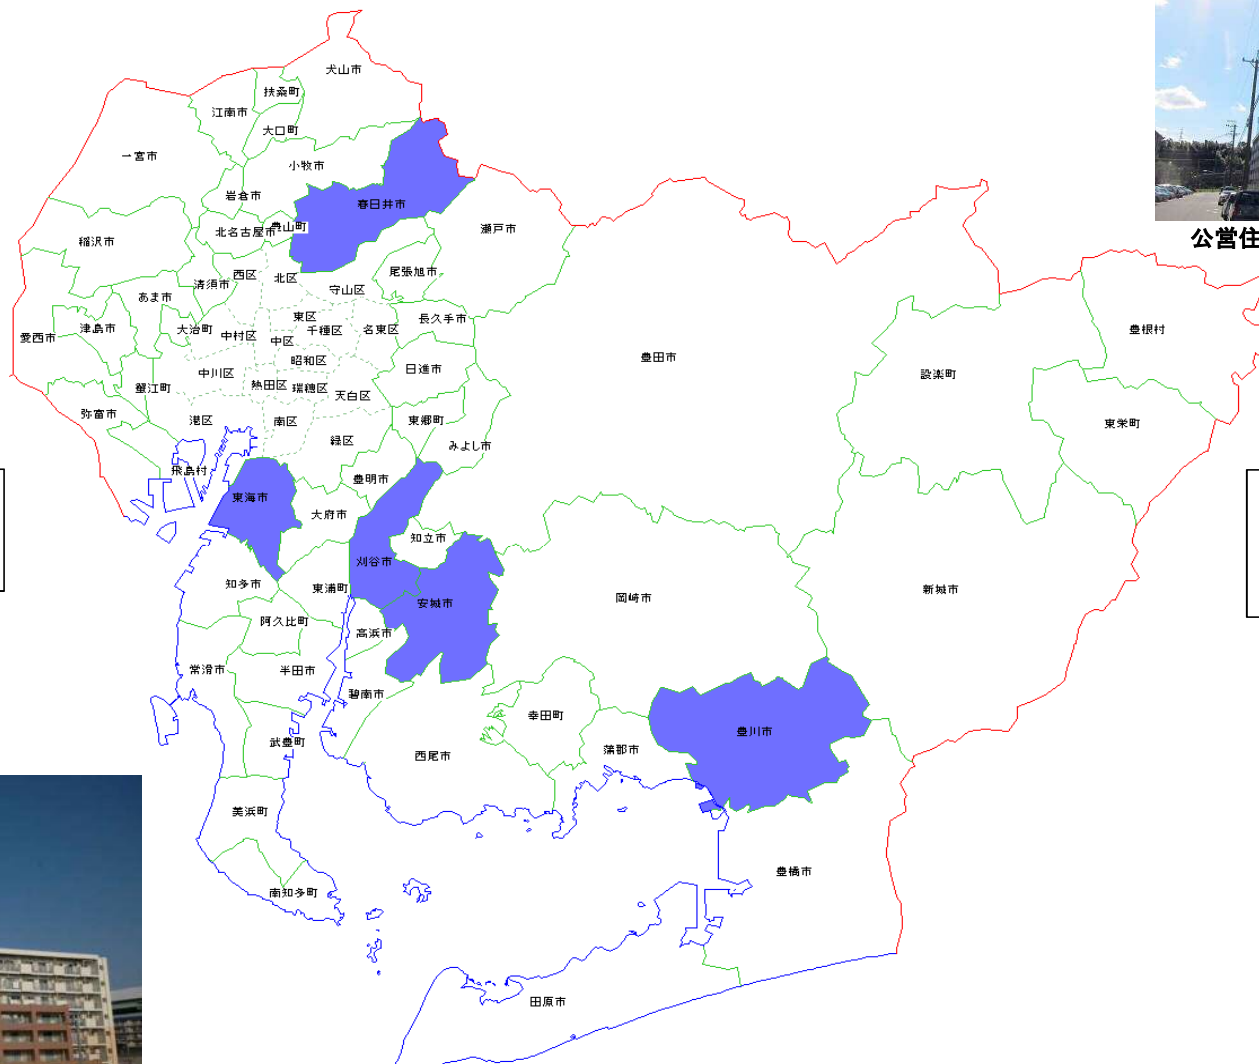 犬山市
扶桑町
江南市
大口町
一宮市
小牧市
岩倉市
春日井市
北名古屋市
豊山町
瀬戸市
公営住
稲沢市
清須市
西区
北区
尾張旭市
守山区
あま市
愛西市
津島市
大治町
中村区
東区
中区
千種区
名東区
長久手市
豊根村
豊田市
設楽町
昭和区
日進市
中川区
蟹江町
熱田区
瑞穂区
天白区
弥富市
港区
南区
東郷町
東栄町
緑区
みよし市
飛島村
豊明市
東海市
大府市
知立市
刈谷市
知多市
東浦町
安城市
岡崎市
新城市
阿久比町
高浜市
常滑市
半田市
碧南市
幸田町
武豊町
西尾市
蒲郡市
豊川市
美浜町
南知多町
豊橋市
田原市